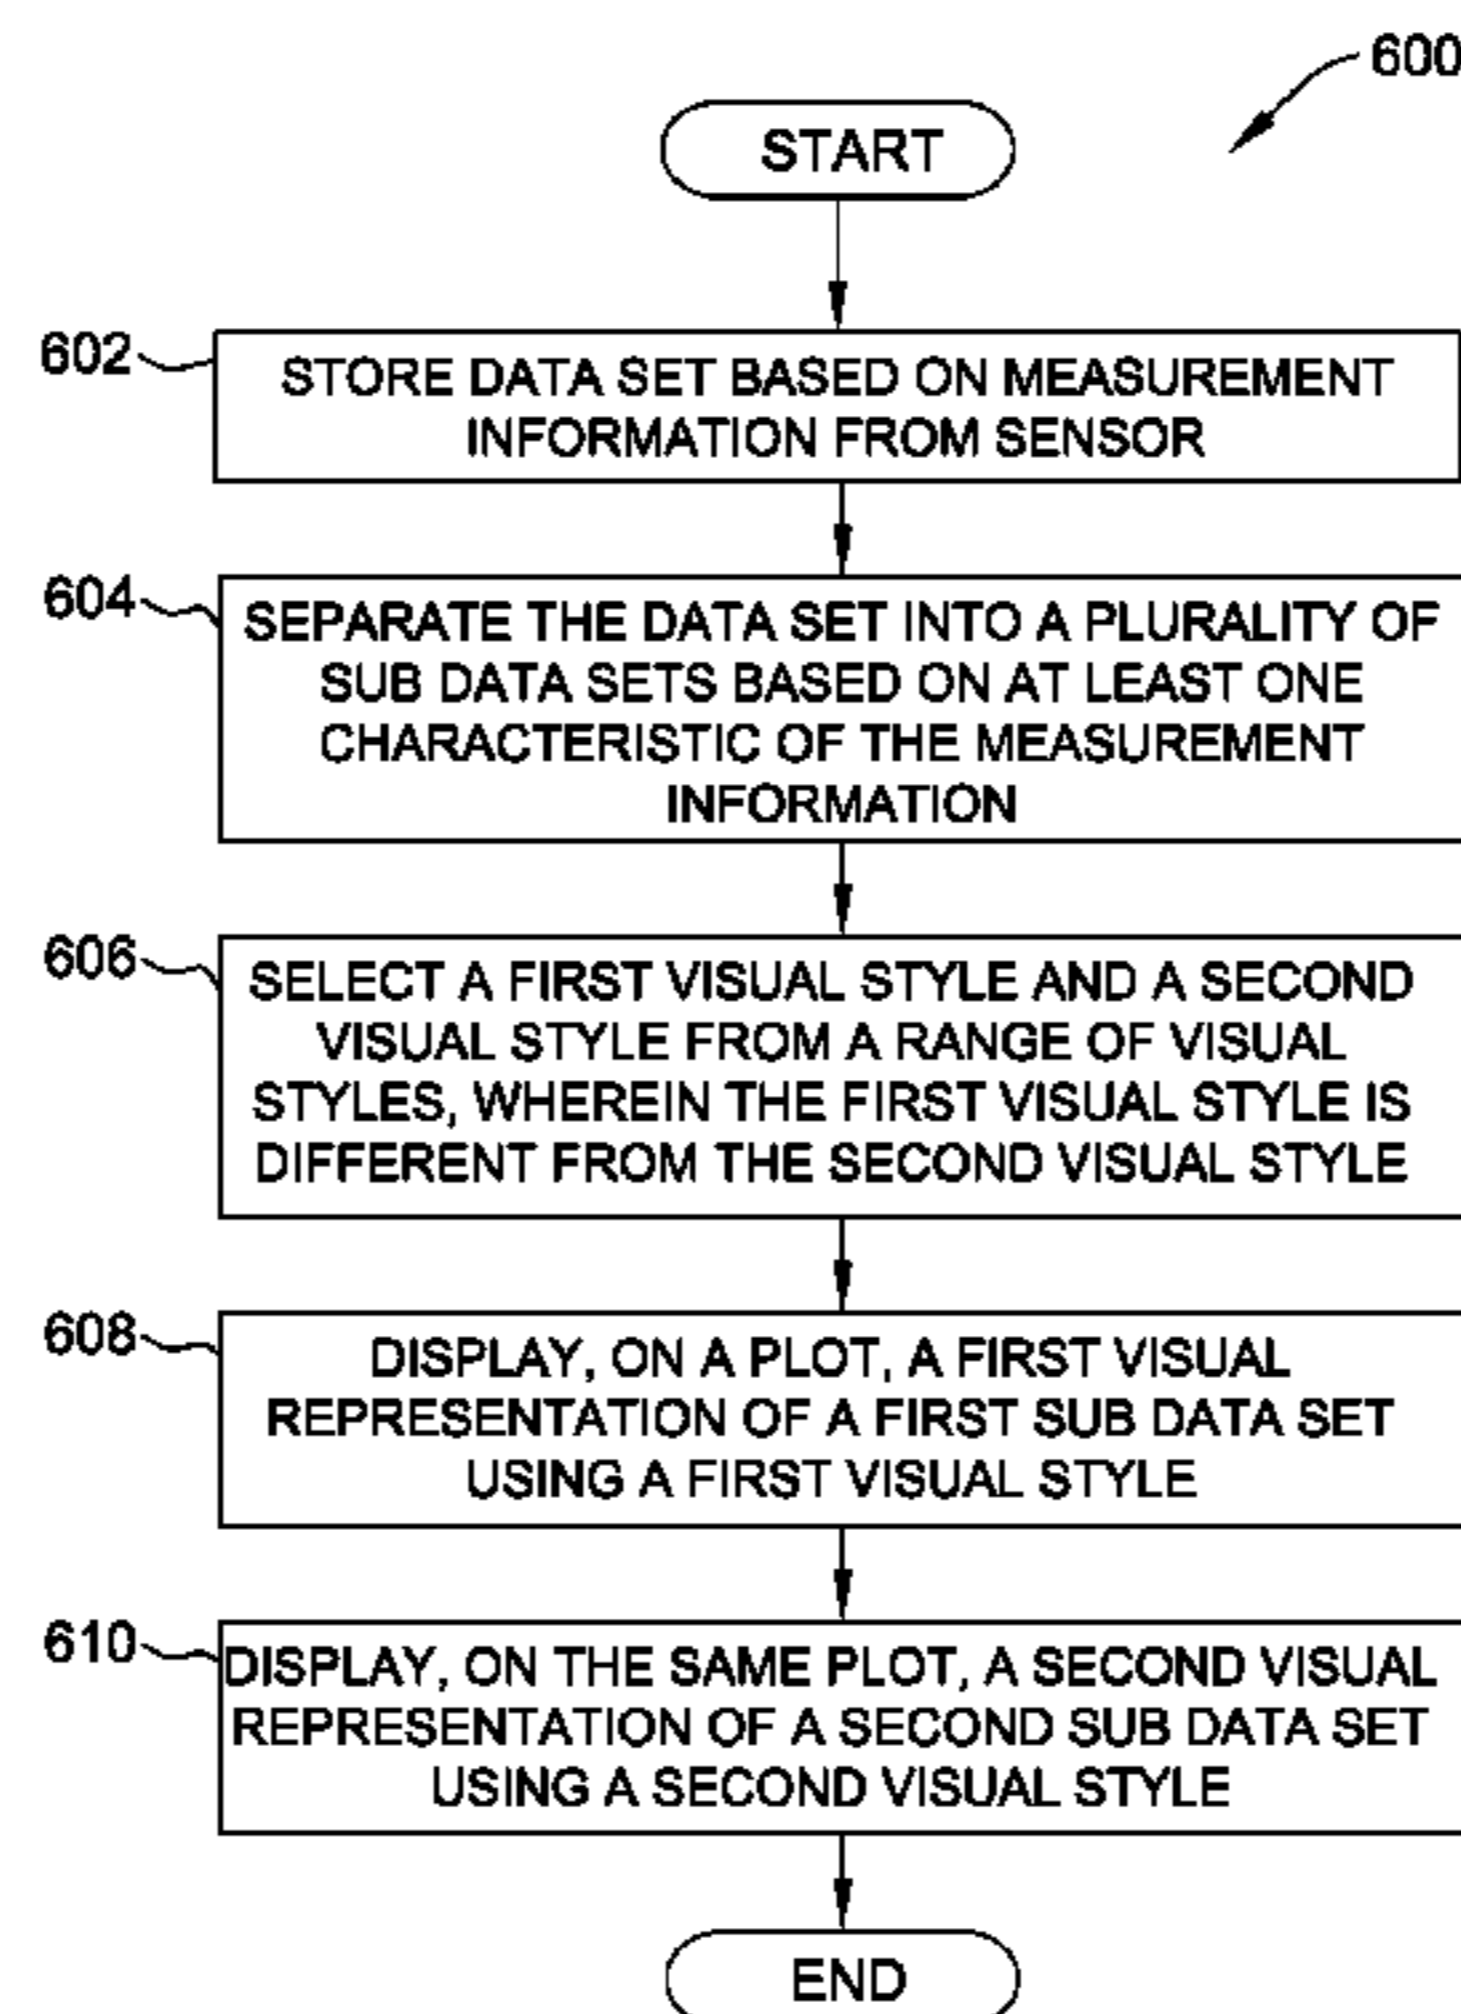 600
START
602
STORE DATA SET BASED ON MEASUREMENT
INFORMATION FROM SENSOR
604
SEPARATE THE DATA SET INTO A PLURALITY OF
SUB DATA SETS BASED ON AT LEAST ONE
CHARACTERISTIC OF THE MEASUREMENT
INFORMATION
606
SELECT A FIRST VISUAL STYLE AND A SECOND
VISUAL STYLE FROM A RANGE OF VISUAL
STYLES, WHEREIN THE FIRST VISUAL STYLE IS
DIFFERENT FROM THE SECOND VISUAL STYLE
608
DISPLAY, ON A PLOT, A FIRST VISUAL
REPRESENTATION OF A FIRST SUB DATA SET
USING A FIRST VISUAL STYLE
610
DISPLAY, ON THE SAME PLOT, A SECOND VISUAL
REPRESENTATION OF A SECOND SUB DATA SET
USING A SECOND VISUAL STYLE
END